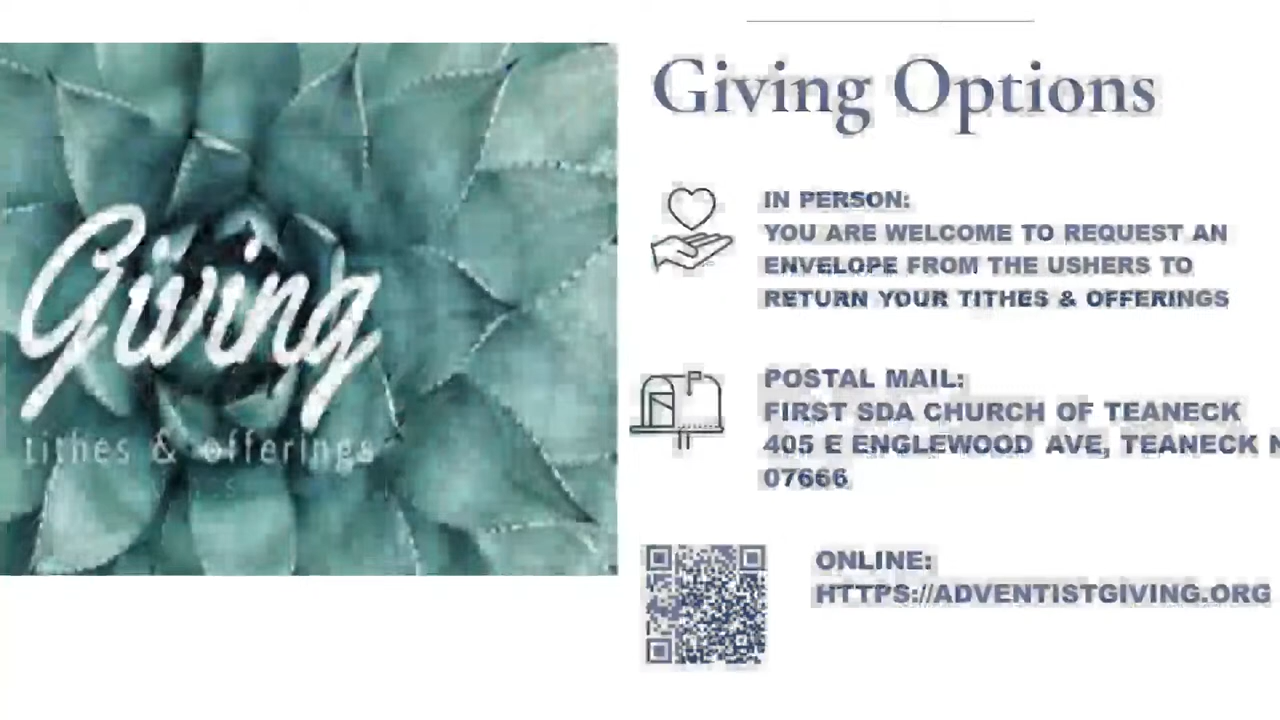 Giving
tithes & offerings
Giving Options
IN PERSON:
YOU ARE WELCOME TO REQUEST AN
ENVELOPE FROM THE USHERS TO
RETURN YOUR TITHES & OFFERINGS
POSTAL MAIL:
FIRST SDA CHURCH OF TEANECK
405 E ENGLEWOOD AVE, TEANECK
07666
ONLINE:
HTTPS://ADVENTISTGIVING.ORG